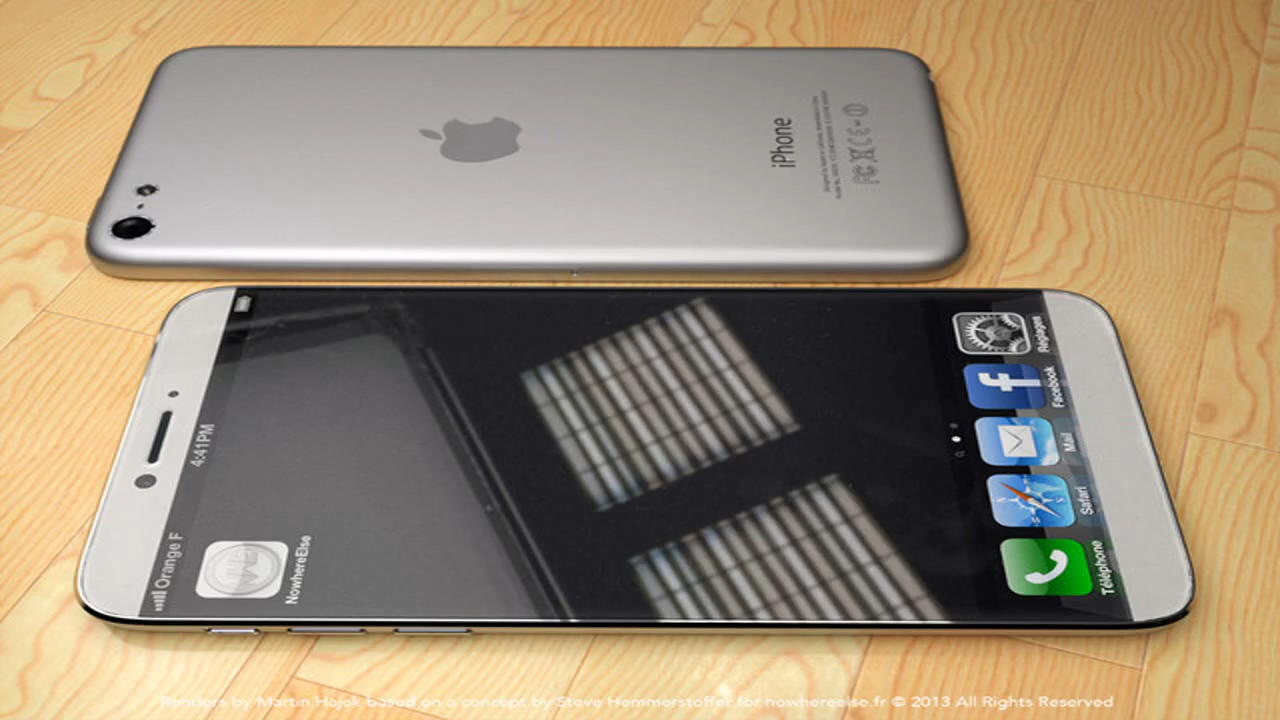 iPhone
4:41PM
Orange F
NowhereElse
Réglages
Facebook
Mail
Safari
Téléphone
Renders by Martin Hajek based on a concept by Steve Hemmerstoffer for nowhereelse.fr © 2013 All Rights Reserved